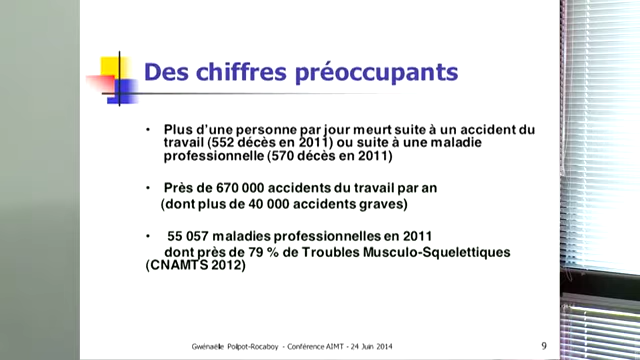 Des chiffres préoccupants
• Plus d'une personne par jour meurt suite à un accident du
travail (552 décès en 2011) ou suite à une maladie
professionnelle (570 décès en 2011)
• Près de 670 000 accidents du travail par an
(dont plus de 40 000 accidents graves)
• 55 057 maladies professionnelles en 2011
dont près de 79 % de Troubles Musculo-Squelettiques
(CNAMTS 2012)
Gwénaëlle Poilpot-Rocaboy - Conférence AIMT - 24 Juin 2014
9